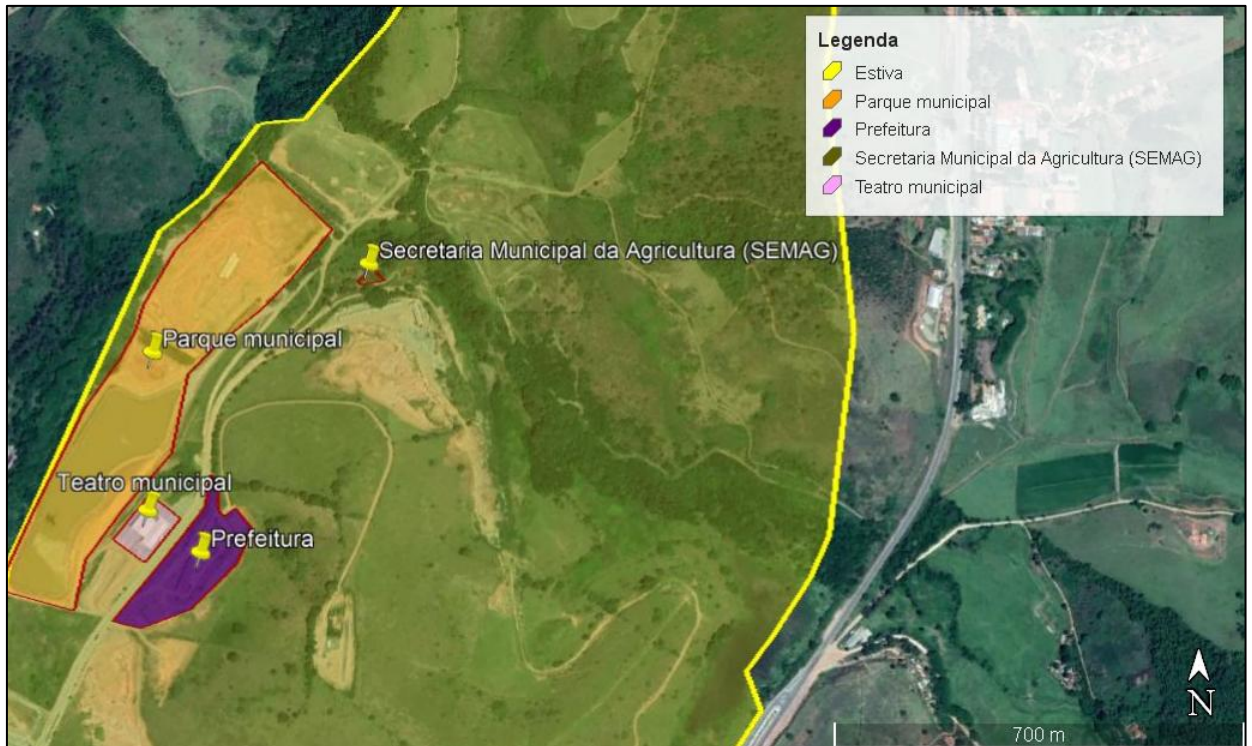 Legenda
Estiva
Parque municipal
Prefeitura
Secretaria Municipal da Agricultura (SEMAG)
Teatro municipal
Secretaria Municipal da Agricultura (SEMAG)
Parque municipal
Teatro municipal
Prefeitura
N
700 m